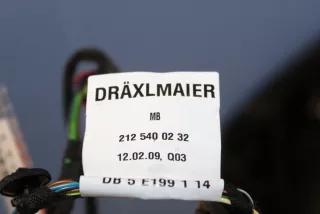 DRÄXLMAIER
MB
212 540 02 32
12.02.09, Q03
DB 5 E199 1 14